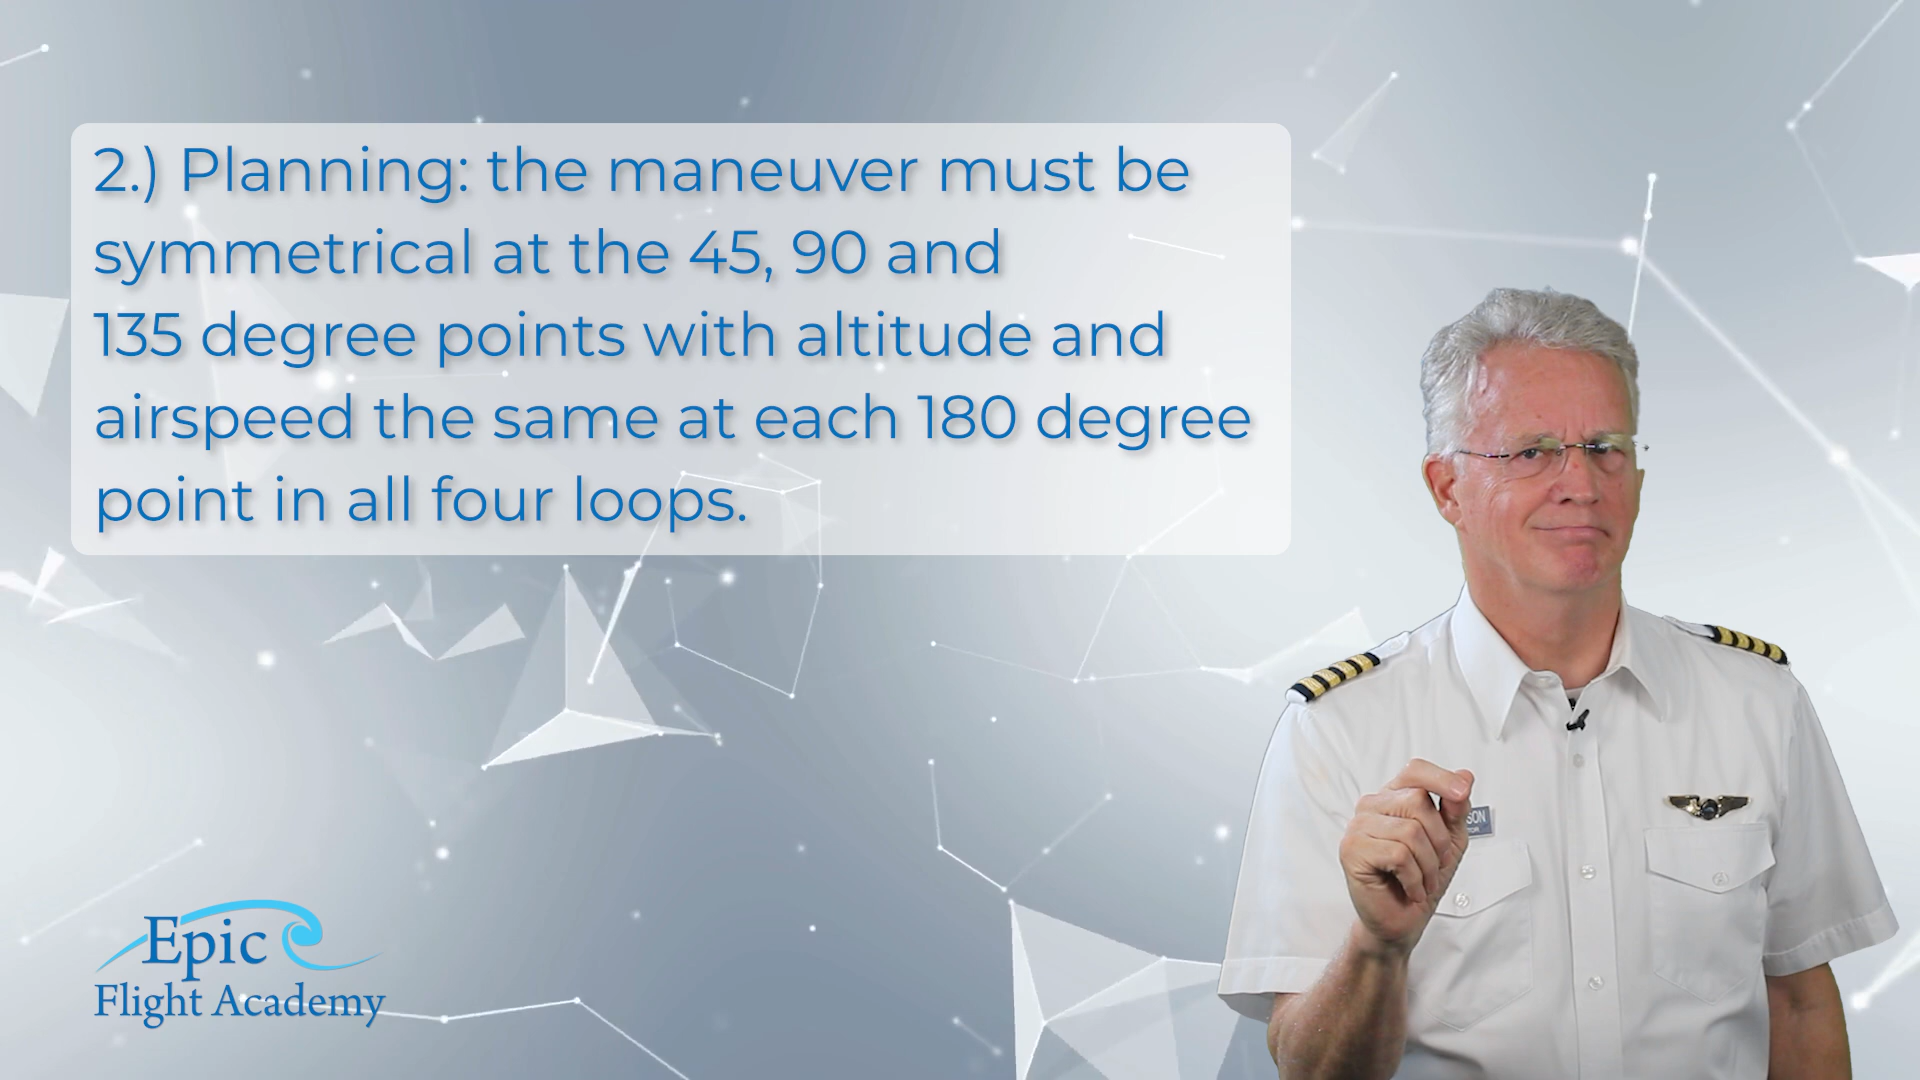 2.) Planning: the maneuver must be
symmetrical at the 45, 90 and
135 degree points with altitude and
airspeed the same at each 180 degree
point in all four loops.
SON
Epic
Flight Academy